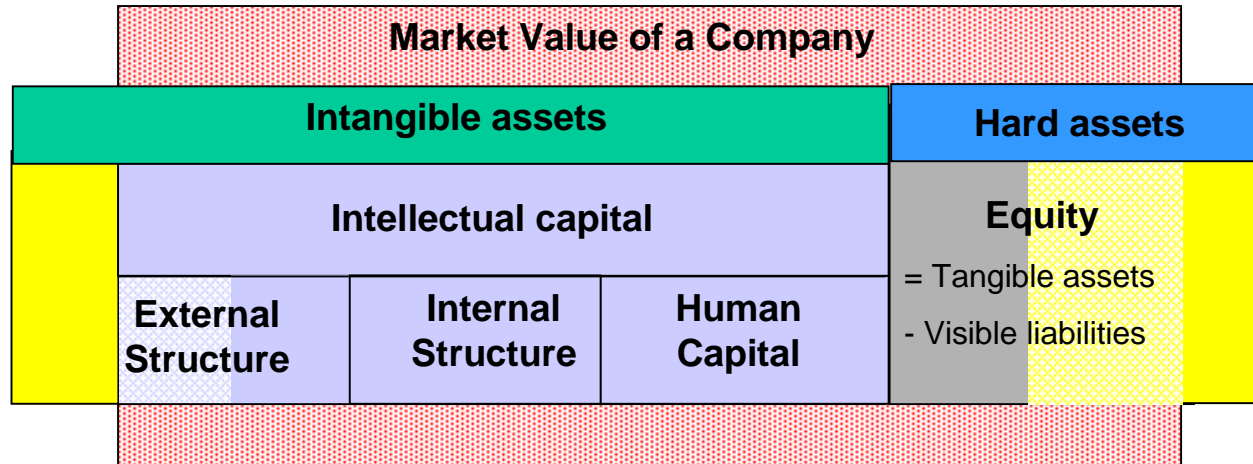 Market Value of a Company
Intangible assets
Hard assets
Intellectual capital
Equity
= Tangible assets
- Visible liabilities
External
Structure
Internal
Structure
Human
Capital